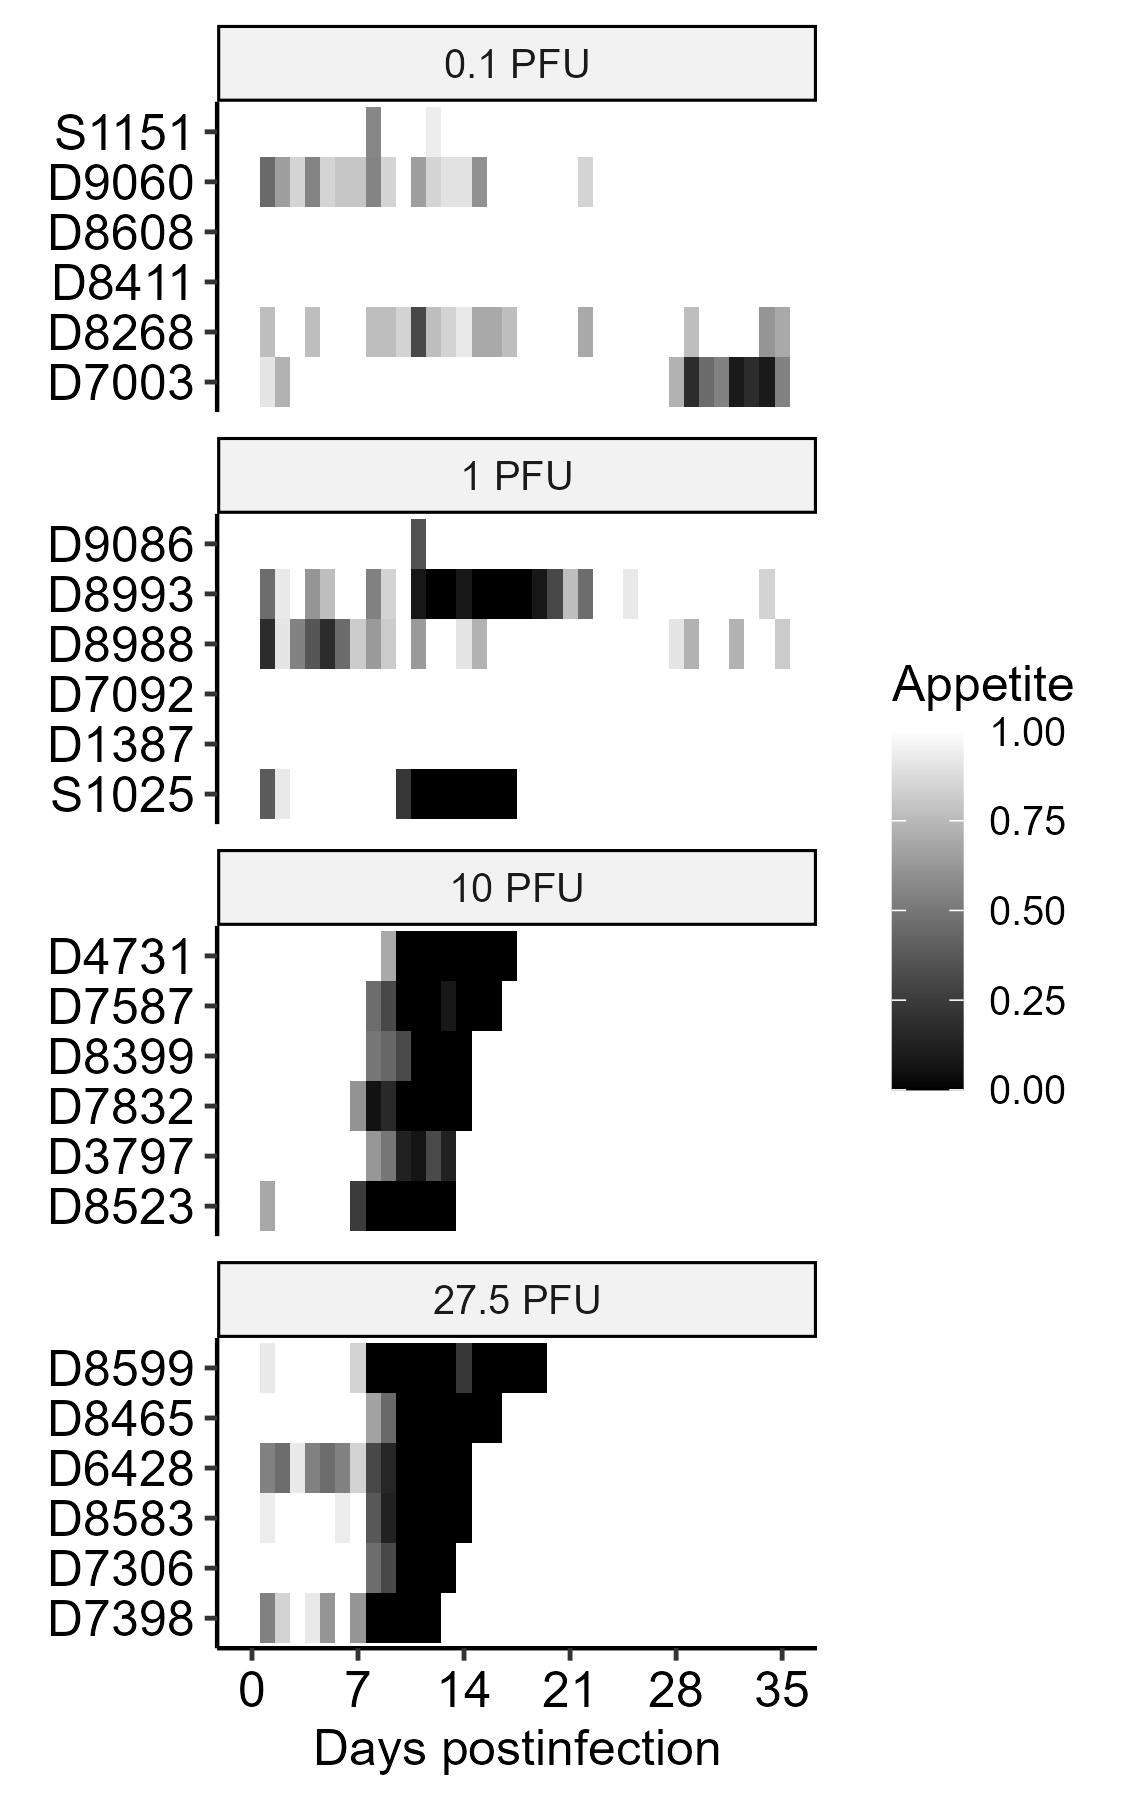 0.1 PFU
S1151
D9060
D8608
D8411
D8268
D7003
1 PFU
D9086
D8993
D8988
D7092
D1387
S1025
Appetite
1.00
0.75
0.50
0.25
0.00
10 PFU
D4731
D7587
D8399
D7832
D3797
D8523
27.5 PFU
D8599
D8465
D6428
D8583
D7306
D7398
0 7 14 21 28 35
Days postinfection